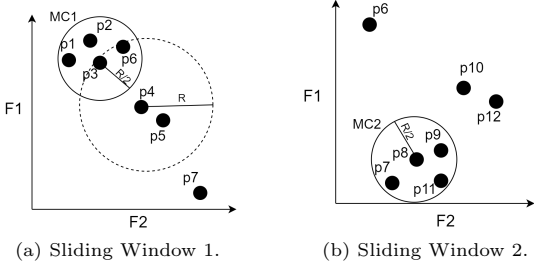 MC1
p2
p1
p6
p3
R/2
p4
R
p5
p7
F1
F2
(a) Sliding Window 1.
p6
p10
p12
F1
MC2
R/2
p9
p8
p7
p11
F2
(b) Sliding Window 2.